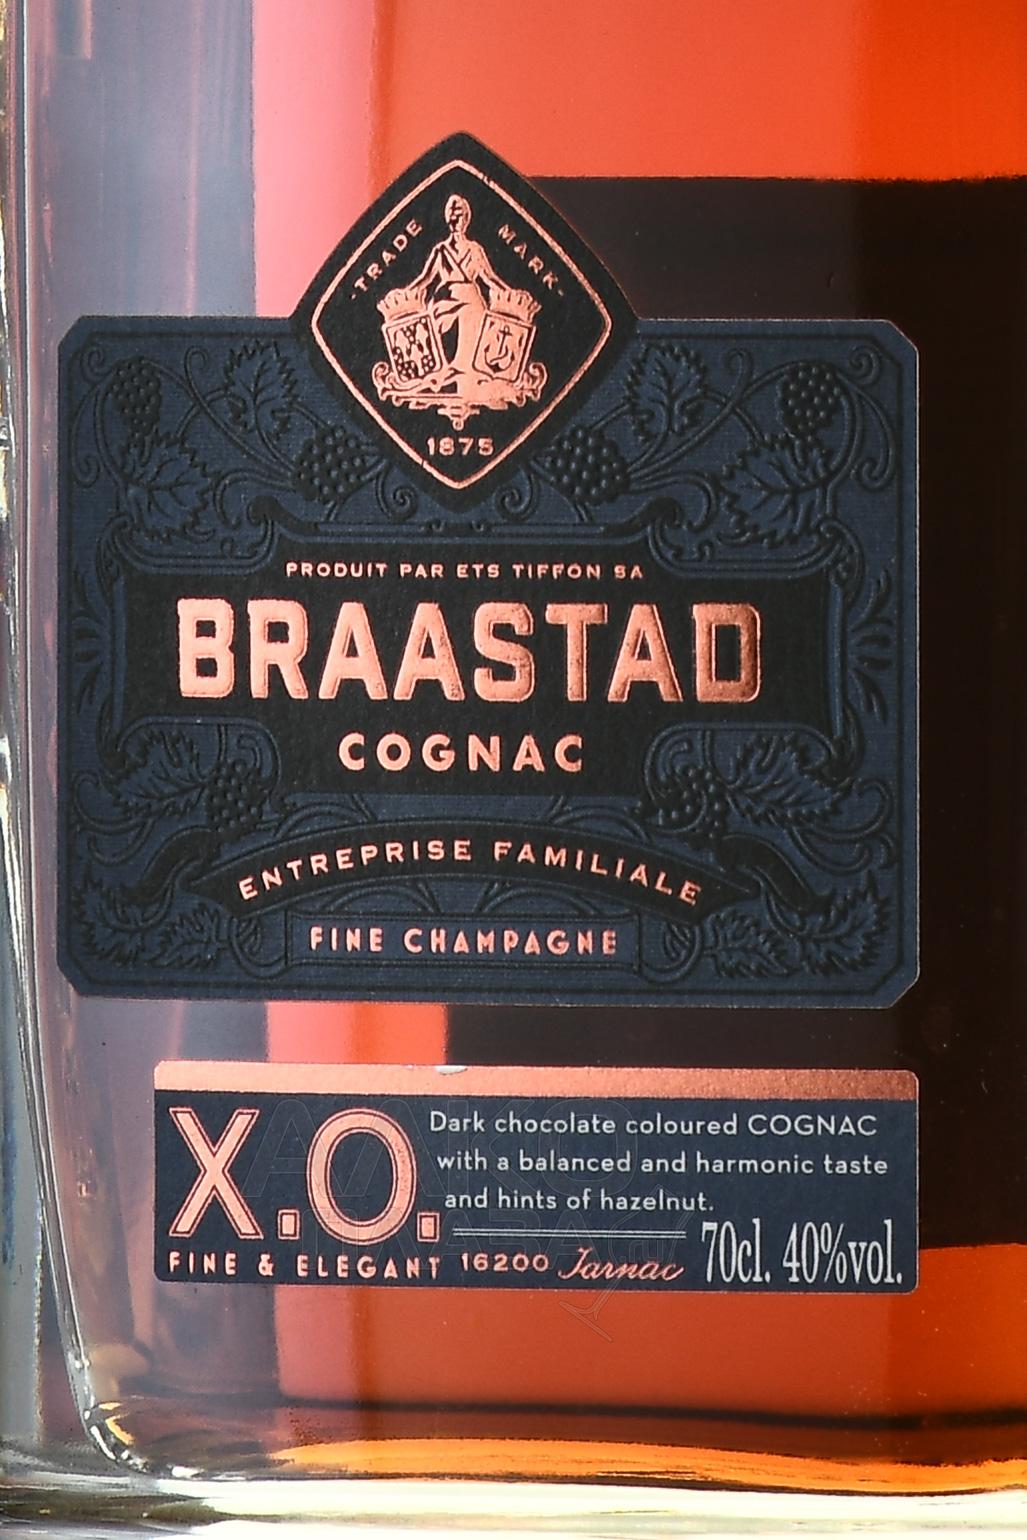 ·TRADE MARK·
1875
PRODUIT PAR ETS TIFFON SA
BRAASTAD
COGNAC
ENTREPRISE FAMILIALE
FINE CHAMPAGNE
X.O.
Dark chocolate coloured COGNAC
with a balanced and harmonic taste
and hints of hazelnut.
FINE & ELEGANT 16200 Jarnac 70cl. 40%vol.